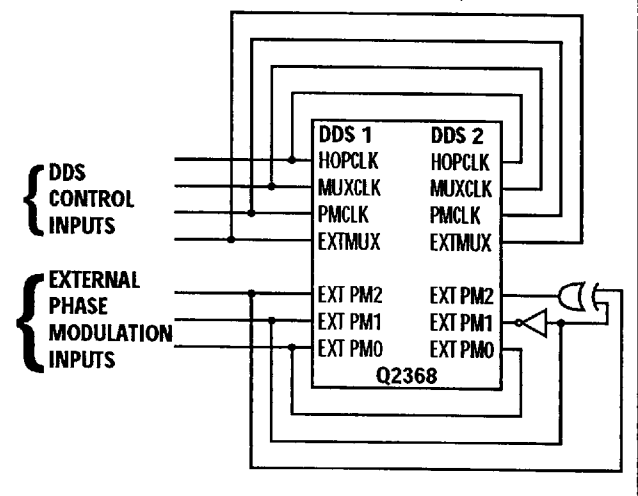 DDS 1 DDS 2
HOPCLK HOPCLK
DDS
MUXCLK MUXCLK
CONTROL
PMCLK PMCLK
INPUTS
EXTMUX EXTMUX
EXTERNAL
EXT PM2 EXT PM2
PHASE
EXT PM1 EXT PM1
MODULATION
EXT PM0 EXT PM0
INPUTS
Q2368